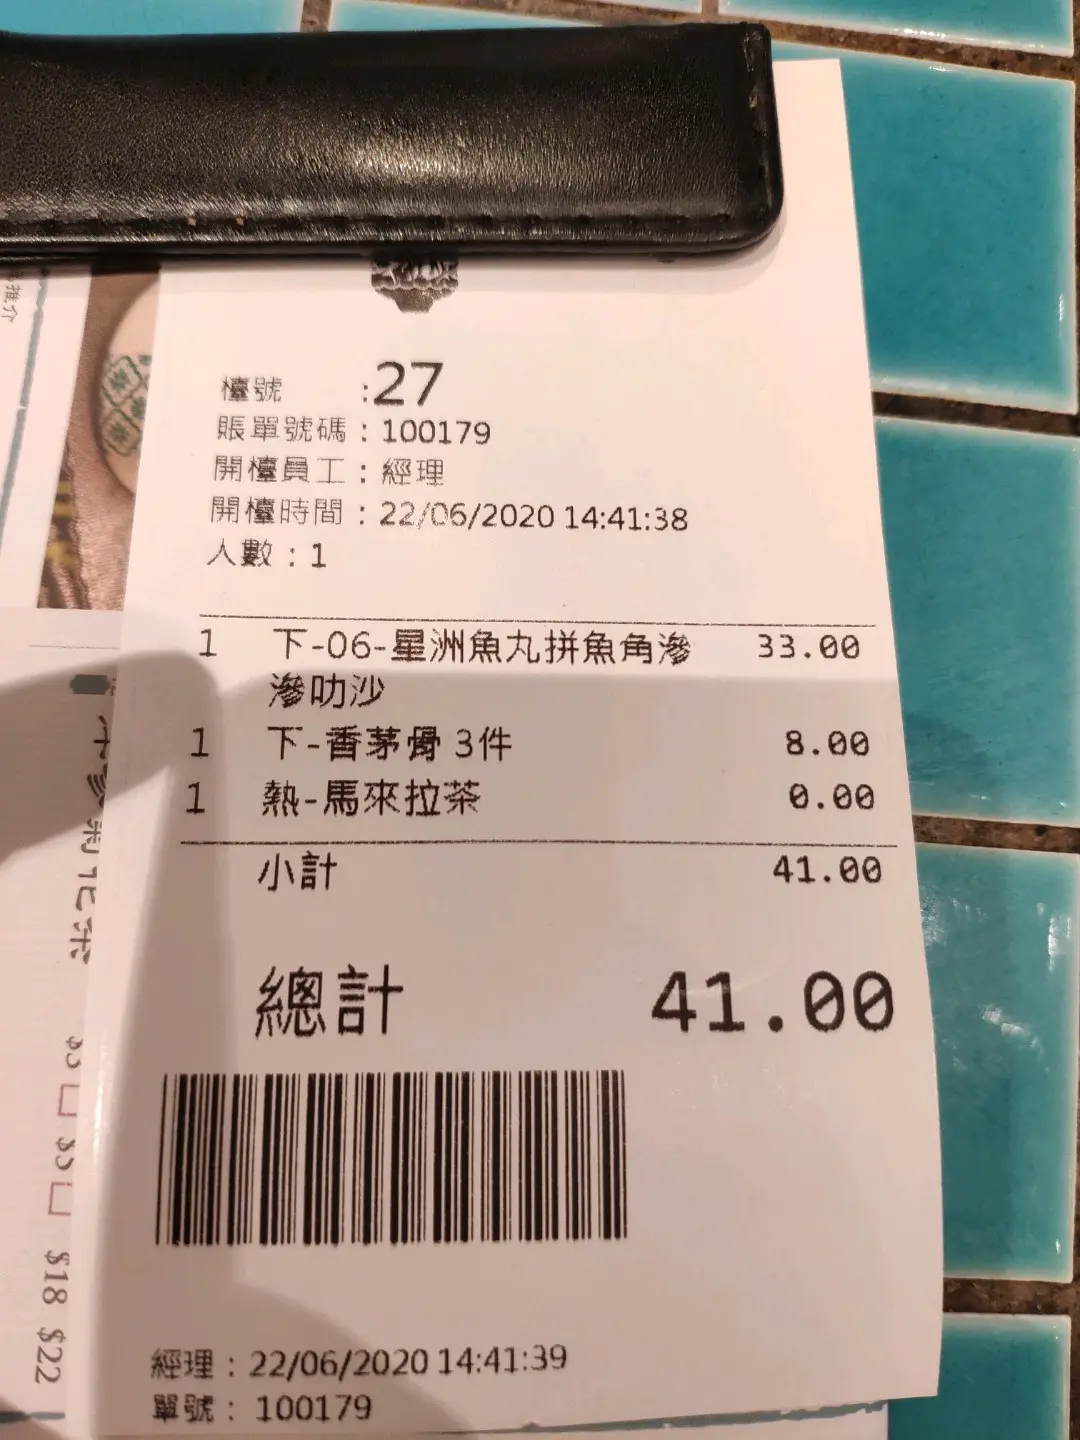 檯號 :27
賬單號碼：100179
開檯員工：經理
開檯時間：22/06/2020 14:41:38
人數：1
1 下-06-星洲魚丸拼魚角滲 33.00
滲叻沙
1 下-香茅骨 3件 8.00
1 熱-馬來拉茶 0.00
小計 41.00
總計 41.00
經理：22/06/2020 14:41:39
單號：100179
推介
$3
$5
$18 $22